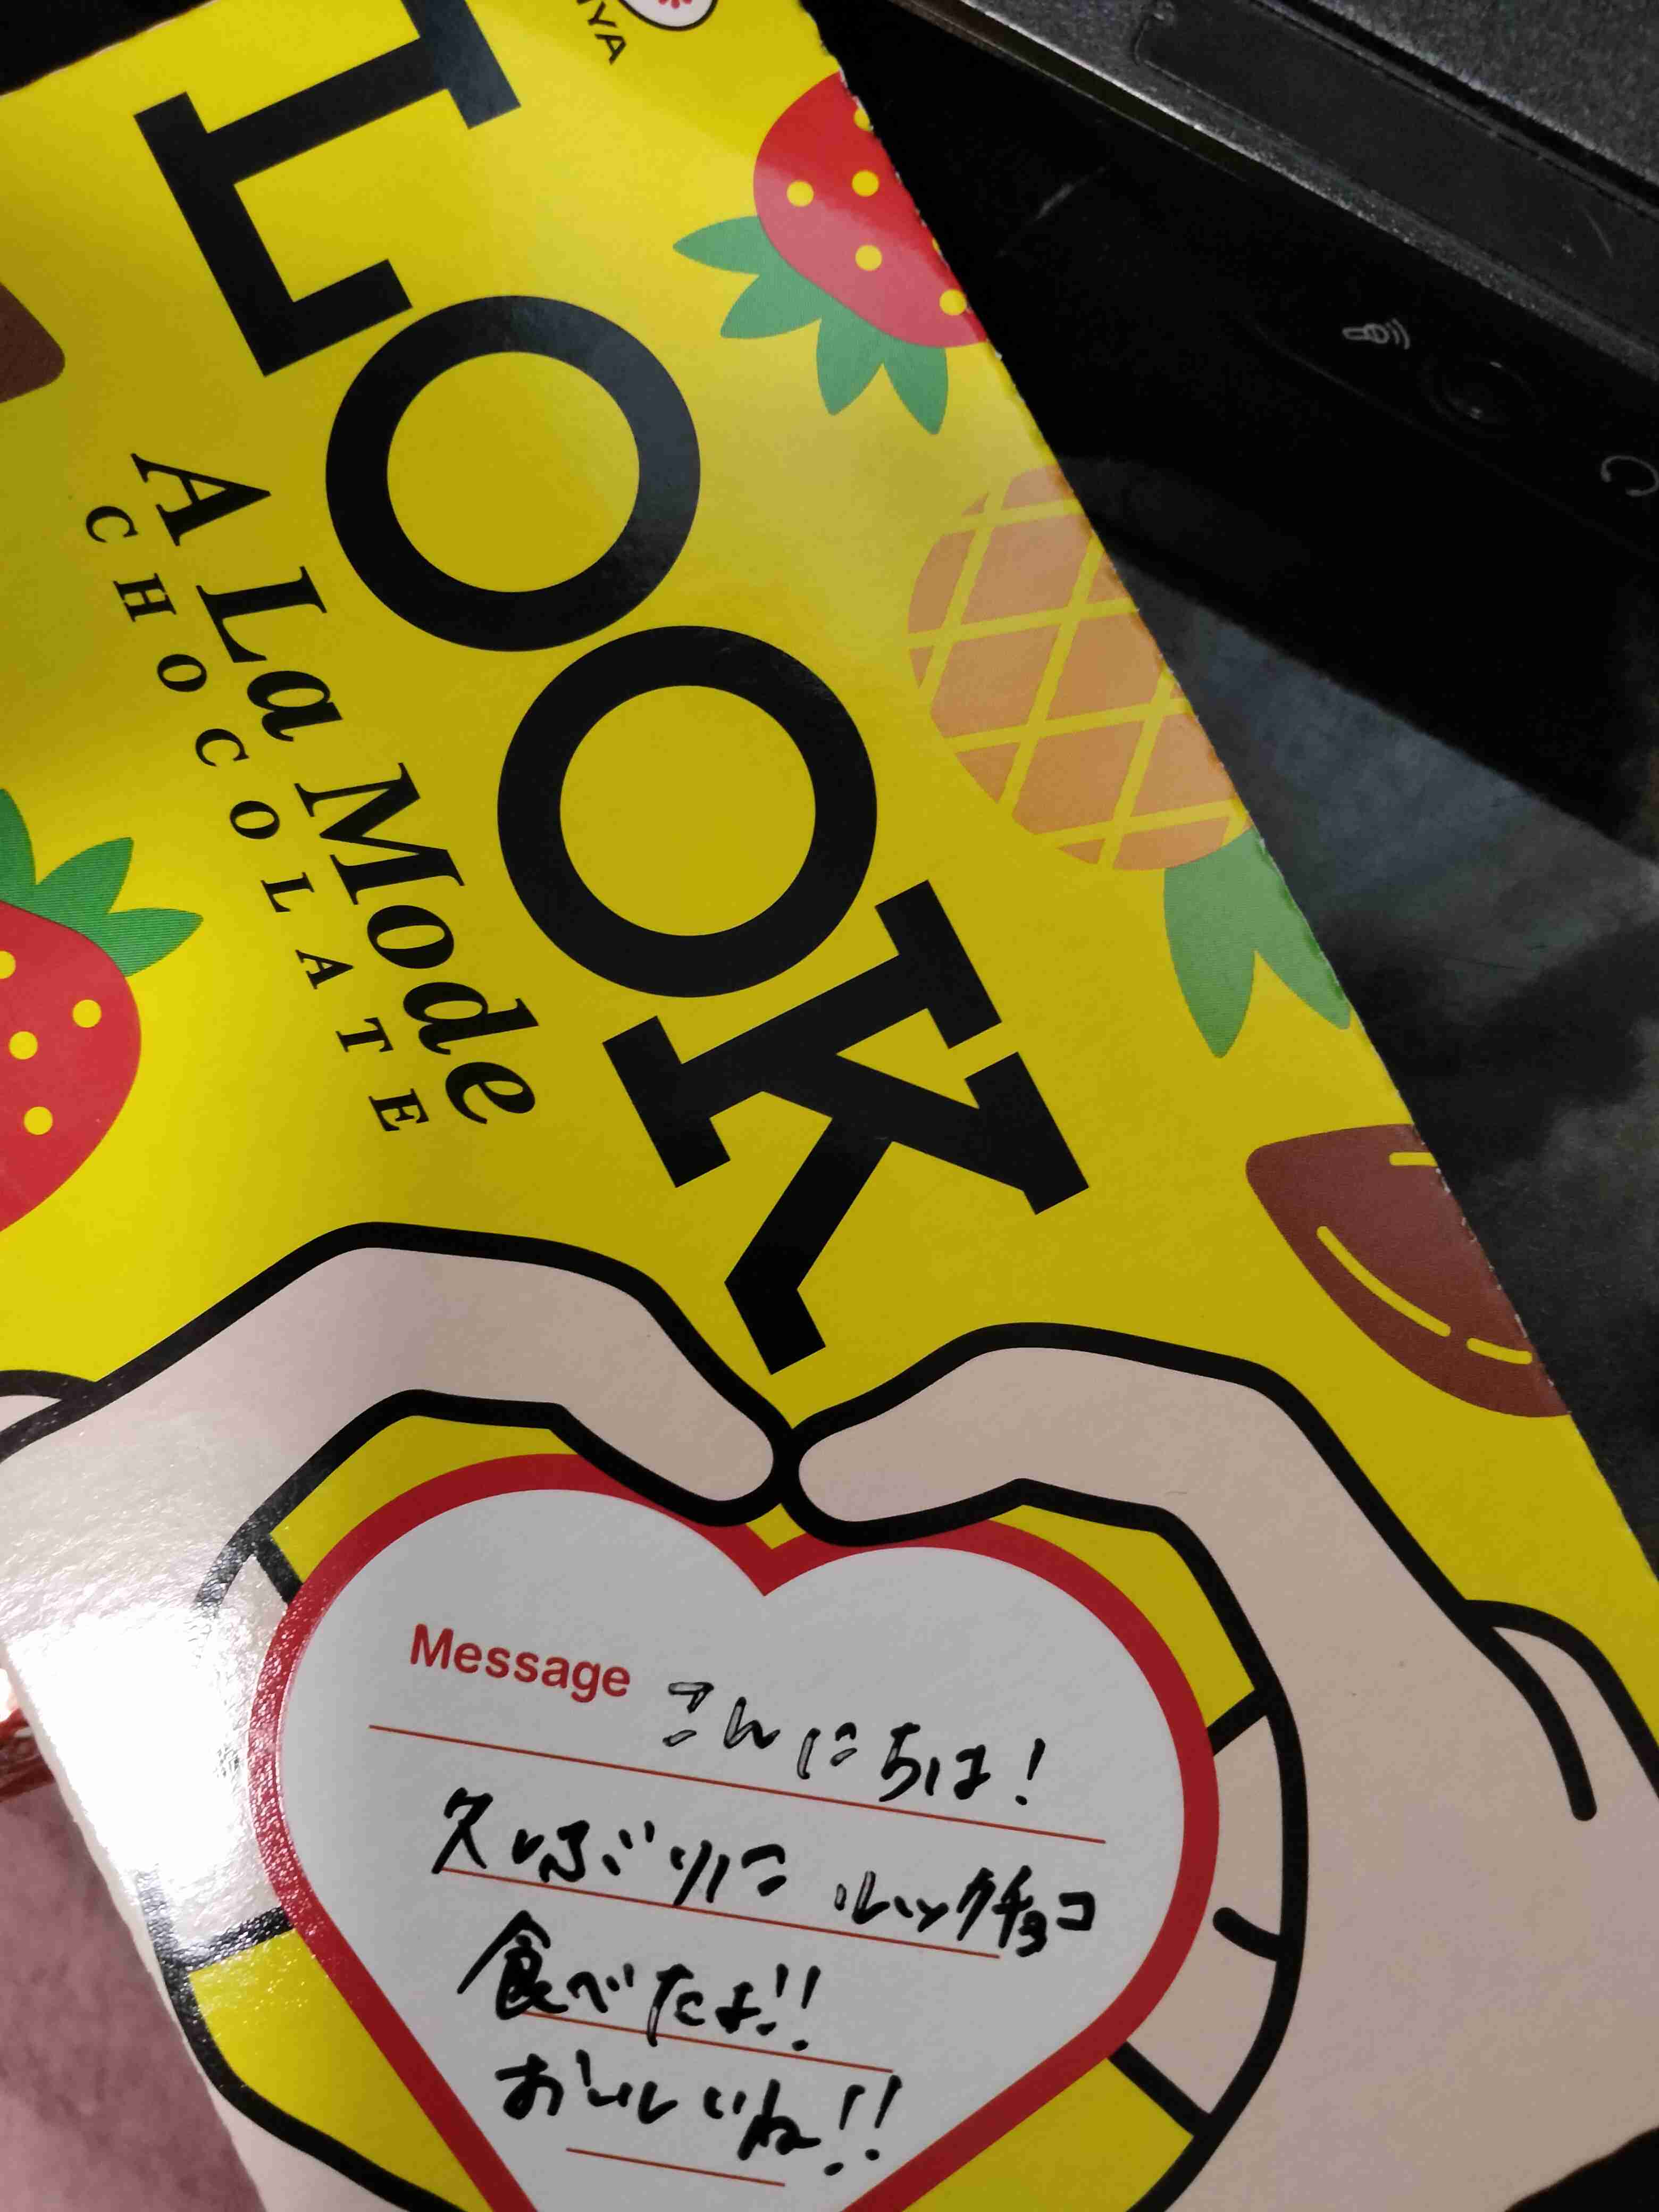 LOOK
A La Mode
CHOCOLATE
Message こんにちは!
久しぶりに ルックチョコ
食べたよ!!
おいしいね!!